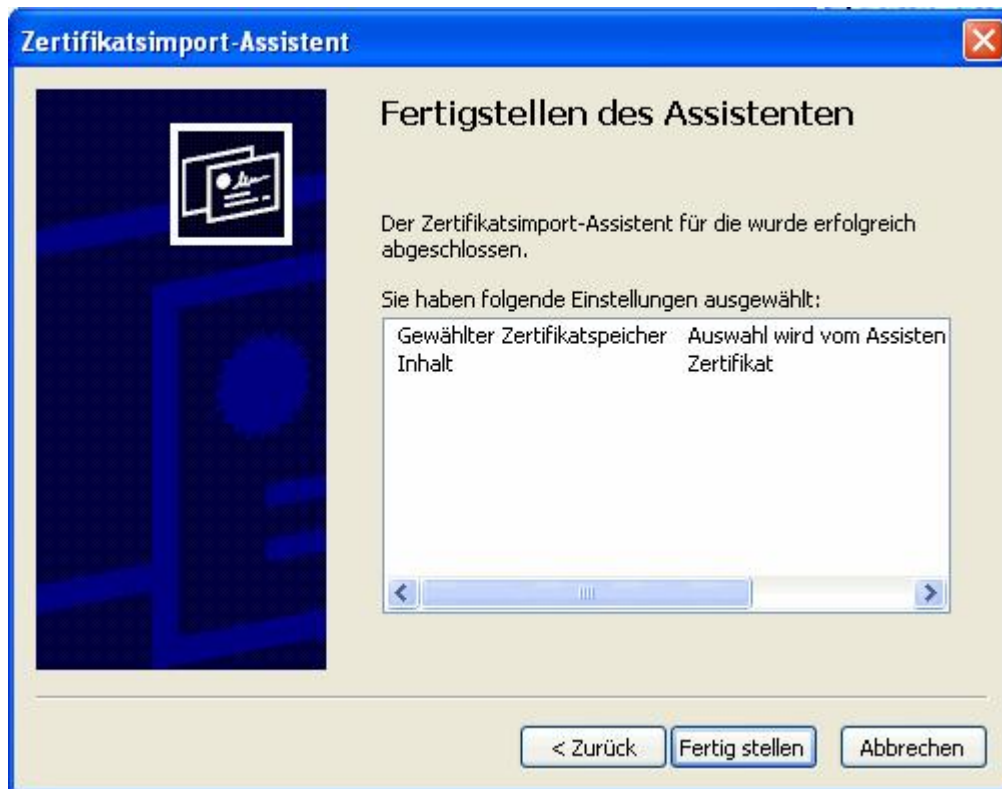 Zertifikatsimport-Assistent
Fertigstellen des Assistenten
Der Zertifikatsimport-Assistent für die wurde erfolgreich
abgeschlossen.
Sie haben folgende Einstellungen ausgewählt:
Gewählter Zertifikatspeicher Auswahl wird vom Assisten
Inhalt Zertifikat
< Zurück Fertig stellen Abbrechen